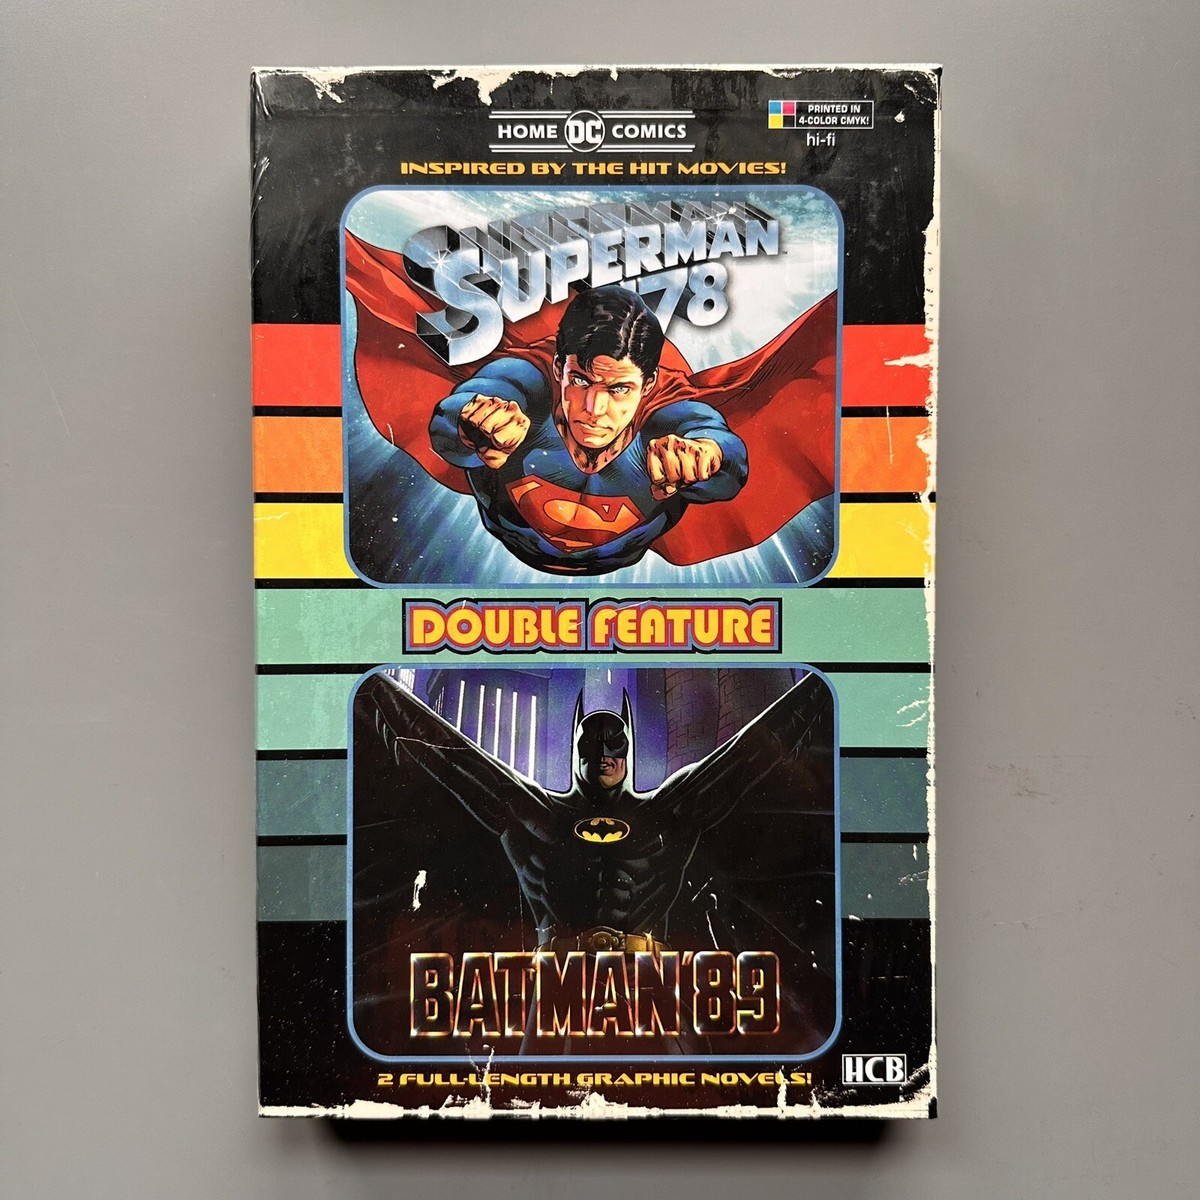 HOME DC COMICS
PRINTED IN
4-COLOR CMYK!
hi-fi
INSPIRED BY THE HIT MOVIES!
SUPERMAN
'78
DOUBLE FEATURE
BATMAN '89
2 FULL-LENGTH GRAPHIC NOVELS!
HCB